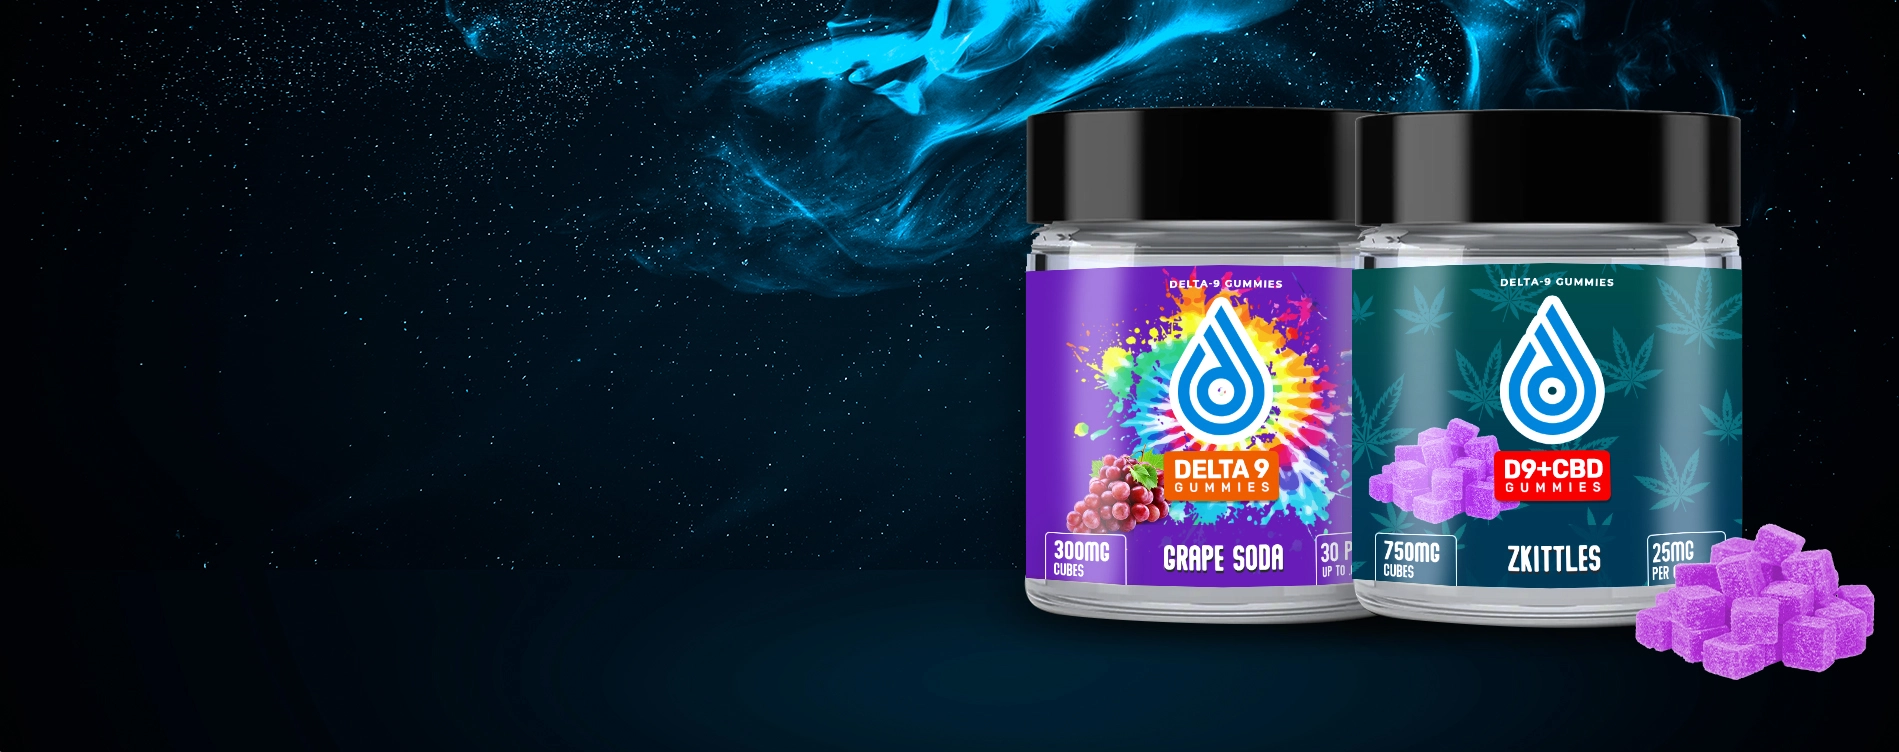 DELTA-9 GUMMIES
DELTA 9
GUMMIES
300MG
CUBES
GRAPE SODA
30 P
UP TO
DELTA-9 GUMMIES
D9+CBD
GUMMIES
750MG
CUBES
ZKITTLES
25MG
PER